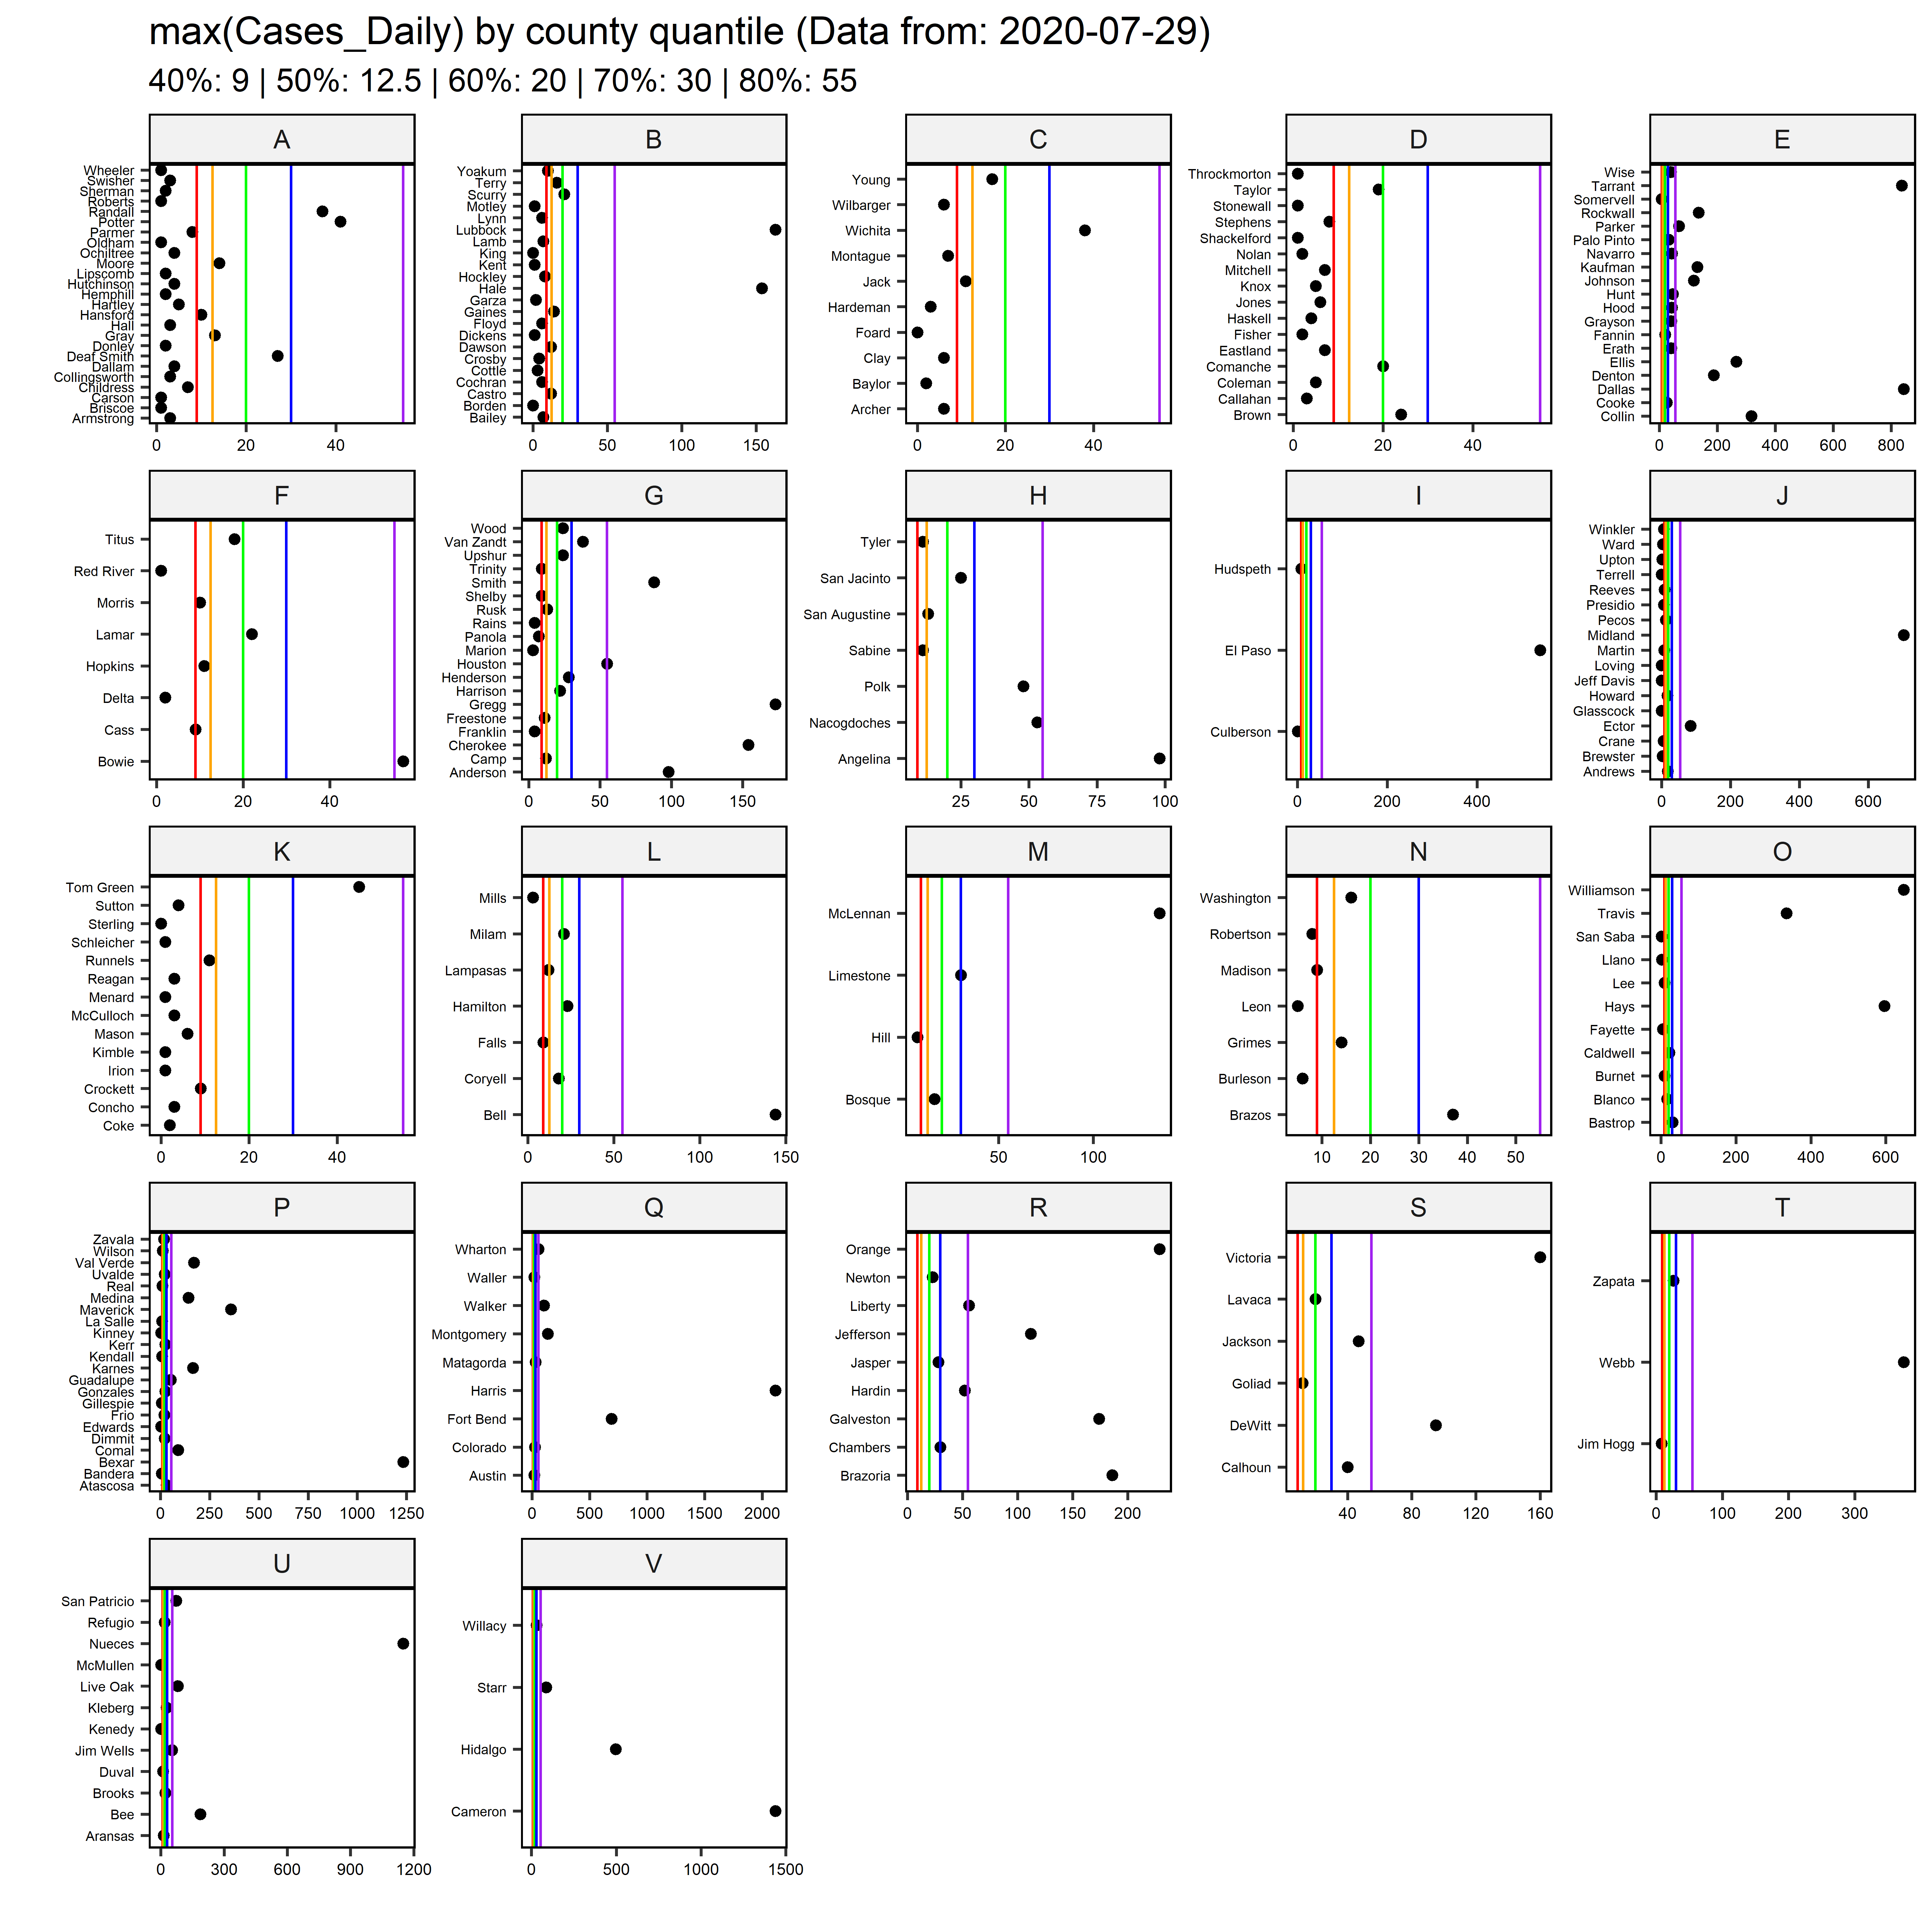 max(Cases_Daily) by county quantile (Data from: 2020-07-29)
40%: 9 | 50%: 12.5 | 60%: 20 | 70%: 30 | 80%: 55
A
Wheeler
Swisher
Sherman
Roberts
Randall
Potter
Parmer
Oldham
Ochiltree
Moore
Lipscomb
Hutchinson
Hemphill
Hartley
Hansford
Hall
Gray
Donley
Deaf Smith
Dallam
Collingsworth
Childress
Carson
Briscoe
Armstrong
0 20 40
B
Yoakum
Terry
Scurry
Motley
Lynn
Lubbock
Lamb
King
Kent
Hockley
Hale
Garza
Gaines
Floyd
Dickens
Dawson
Crosby
Cottle
Cochran
Castro
Borden
Bailey
0 50 100 150
C
Young
Wilbarger
Wichita
Montague
Jack
Hardeman
Foard
Clay
Baylor
Archer
0 20 40
D
Throckmorton
Taylor
Stonewall
Stephens
Shackelford
Nolan
Mitchell
Knox
Jones
Haskell
Fisher
Eastland
Comanche
Coleman
Callahan
Brown
0 20 40
E
Wise
Tarrant
Somervell
Rockwall
Parker
Palo Pinto
Navarro
Kaufman
Johnson
Hunt
Hood
Grayson
Fannin
Erath
Ellis
Denton
Dallas
Cooke
Collin
0 200 400 600 800
F
Titus
Red River
Morris
Lamar
Hopkins
Delta
Cass
Bowie
0 20 40
G
Wood
Van Zandt
Upshur
Trinity
Smith
Shelby
Rusk
Rains
Panola
Marion
Houston
Henderson
Harrison
Gregg
Freestone
Franklin
Cherokee
Camp
Anderson
0 50 100 150
H
Tyler
San Jacinto
San Augustine
Sabine
Polk
Nacogdoches
Angelina
25 50 75 100
I
Hudspeth
El Paso
Culberson
0 200 400
J
Winkler
Ward
Upton
Terrell
Reeves
Presidio
Pecos
Midland
Martin
Loving
Jeff Davis
Howard
Glasscock
Ector
Crane
Brewster
Andrews
0 200 400 600
K
Tom Green
Sutton
Sterling
Schleicher
Runnels
Reagan
Menard
McCulloch
Mason
Kimble
Irion
Crockett
Concho
Coke
0 20 40
L
Mills
Milam
Lampasas
Hamilton
Falls
Coryell
Bell
0 50 100 150
M
McLennan
Limestone
Hill
Bosque
50 100
N
Washington
Robertson
Madison
Leon
Grimes
Burleson
Brazos
10 20 30 40 50
O
Williamson
Travis
San Saba
Llano
Lee
Hays
Fayette
Caldwell
Burnet
Blanco
Bastrop
0 200 400 600
P
Zavala
Wilson
Val Verde
Uvalde
Real
Medina
Maverick
La Salle
Kinney
Kerr
Kendall
Karnes
Guadalupe
Gonzales
Gillespie
Frio
Edwards
Dimmit
Comal
Bexar
Bandera
Atascosa
0 250 500 750 1000 1250
Q
Wharton
Waller
Walker
Montgomery
Matagorda
Harris
Fort Bend
Colorado
Austin
0 500 1000 1500 2000
R
Orange
Newton
Liberty
Jefferson
Jasper
Hardin
Galveston
Chambers
Brazoria
0 50 100 150 200
S
Victoria
Lavaca
Jackson
Goliad
DeWitt
Calhoun
40 80 120 160
T
Zapata
Webb
Jim Hogg
0 100 200 300
U
San Patricio
Refugio
Nueces
McMullen
Live Oak
Kleberg
Kenedy
Jim Wells
Duval
Brooks
Bee
Aransas
0 300 600 900 1200
V
Willacy
Starr
Hidalgo
Cameron
0 500 1000 1500